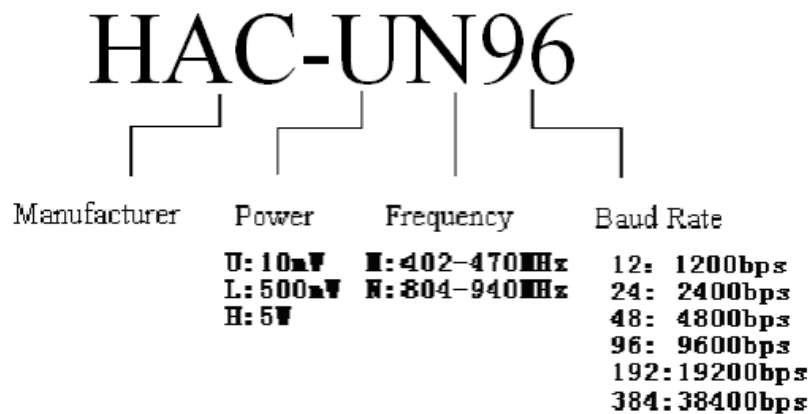 HAC-UN96
Manufacturer Power Frequency Baud Rate
U:10mW M:402-470MHz 12: 1200bps
L:500mW N:804-940MHz 24: 2400bps
H:5W 48: 4800bps
96: 9600bps
192:19200bps
384:38400bps